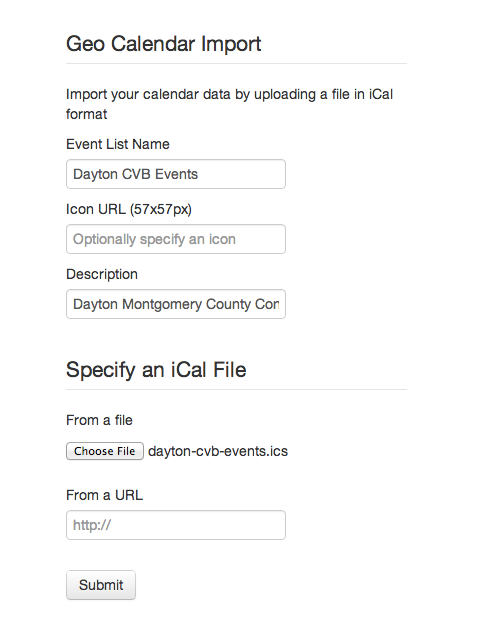 Geo Calendar Import
Import your calendar data by uploading a file in iCal
format
Event List Name
Dayton CVB Events
Icon URL (57x57px)
Optionally specify an icon
Description
Dayton Montgomery County Con
Specify an iCal File
From a file
Choose File dayton-cvb-events.ics
From a URL
http://
Submit